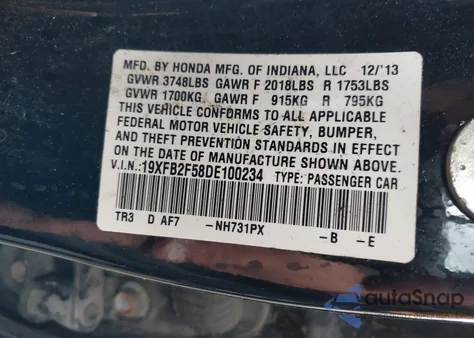 MFD. BY HONDA MFG. OF INDIANA, LLC 12/'13
GVWR 3748LBS GAWR F 2018LBS R 1753LBS
GVWR 1700KG GAWR F 915KG R 795KG
THIS VEHICLE CONFORMS TO ALL APPLICABLE
FEDERAL MOTOR VEHICLE SAFETY, BUMPER,
AND THEFT PREVENTION STANDARDS IN EFFECT
ON THE DATE OF MANUFACTURE SHOWN ABOVE.
V.I.N.:19XFB2F58DE100234 TYPE: PASSENGER CAR
TR3 D AF7 -NH731PX -B -E
autoSnap